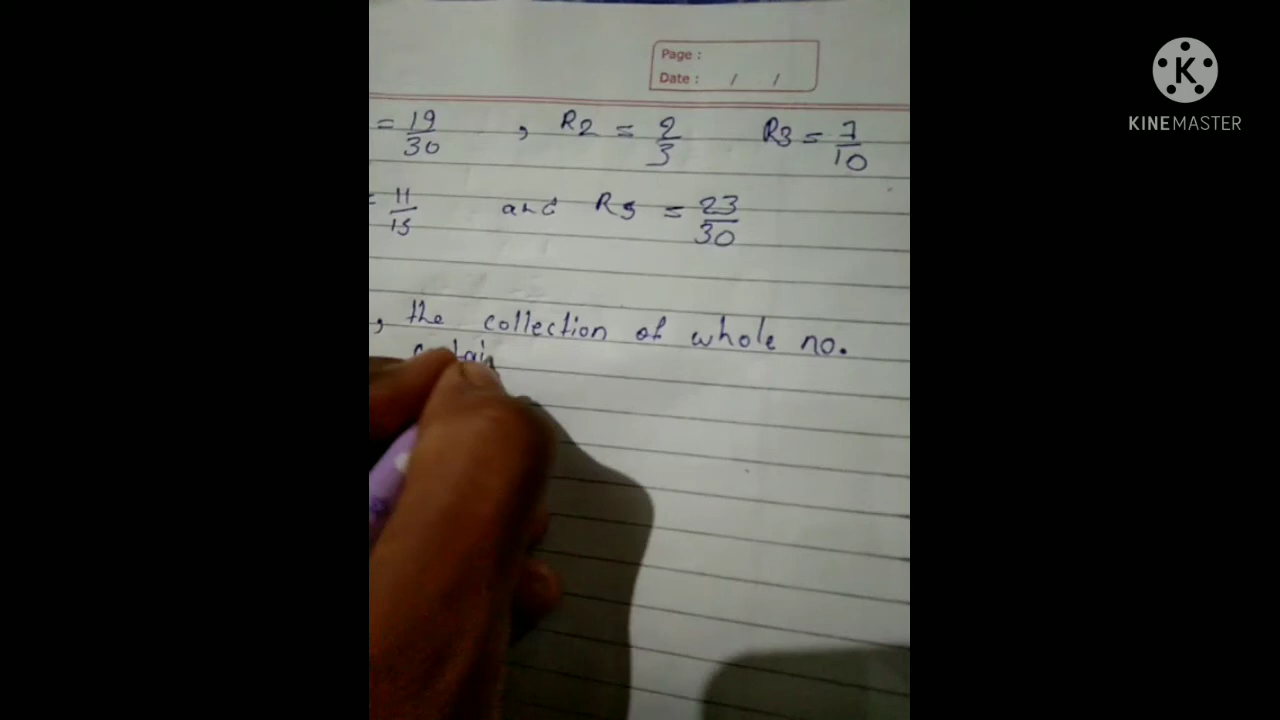 Page :
Date : / /
= 19/30 , R2 = 2/3 R3 = 7/10
= 11/15 and R5 = 23/30
, the collection of whole no.
K
KINEMASTER